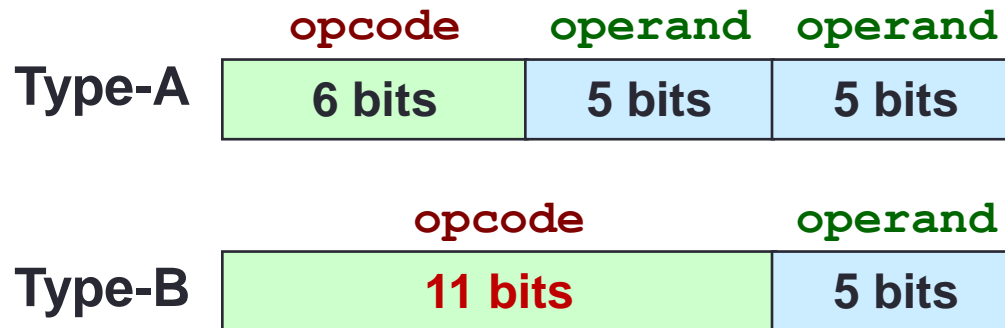 opcode operand operand
Type-A 6 bits 5 bits 5 bits
opcode operand
Type-B 11 bits 5 bits